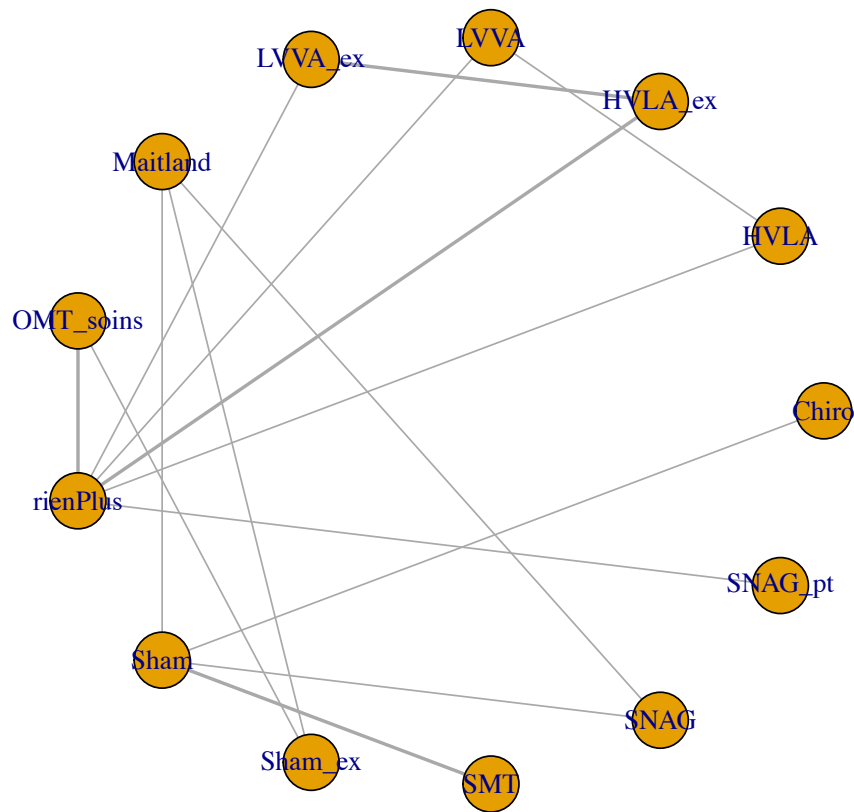 LVVA
LVVA_ex
HVLA_ex
Maitland
HVLA
OMT_soins
Chiro
rienPlus
SNAG_pt
Sham
SNAG
Sham_ex
SMT